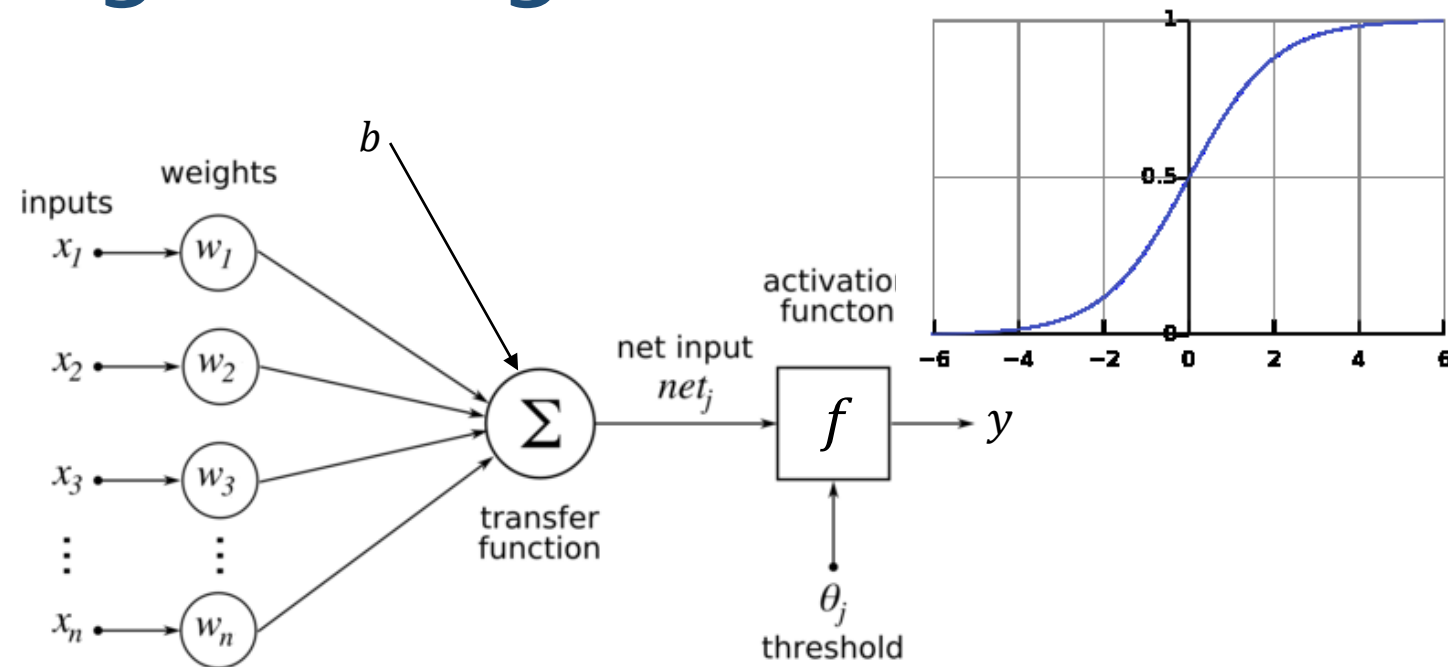 b
weights
inputs
x1
w1
x2
w2
x3
w3
⋮ ⋮
xn
wn
Σ
transfer
function
net input
netj
activatio
functon
f
y
θj
threshold
1
0.5
0
−6 −4 −2 0 2 4 6